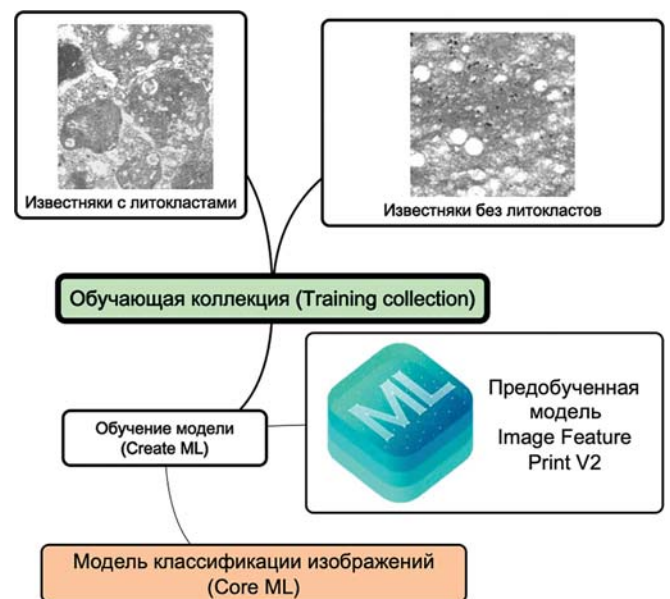 Известняки с литокластами
Известняки без литокластов
Обучающая коллекция (Training collection)
ML
Предобученная
модель
Image Feature
Print V2
Обучение модели
(Create ML)
Модель классификации изображений
(Core ML)